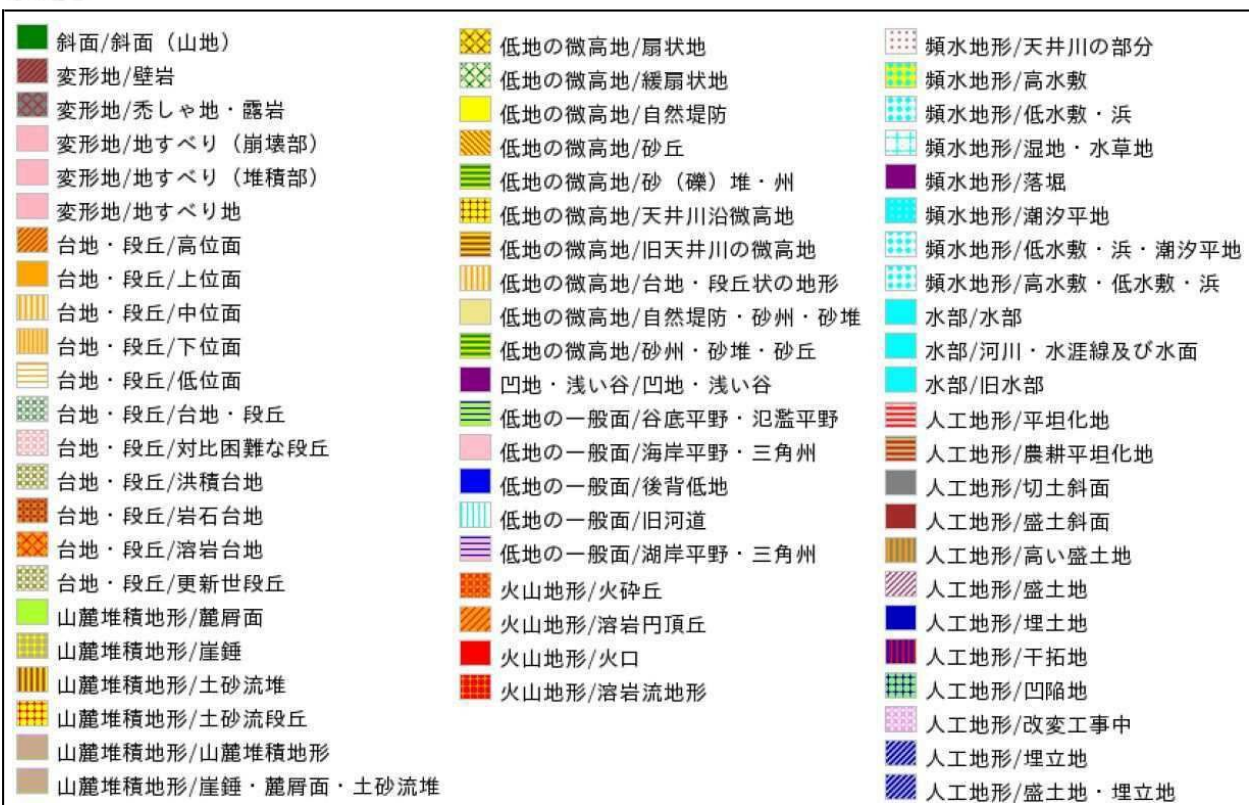 斜面/斜面（山地）
変形地/壁岩
変形地/禿しゃ地・露岩
変形地/地すべり（崩壊部）
変形地/地すべり（堆積部）
変形地/地すべり地
台地・段丘/高位面
台地・段丘/上位面
台地・段丘/中位面
台地・段丘/下位面
台地・段丘/低位面
台地・段丘/台地・段丘
台地・段丘/対比困難な段丘
台地・段丘/洪積台地
台地・段丘/岩石台地
台地・段丘/溶岩台地
台地・段丘/更新世段丘
山麓堆積地形/麓屑面
山麓堆積地形/崖錘
山麓堆積地形/土砂流堆
山麓堆積地形/土砂流段丘
山麓堆積地形/山麓堆積地形
山麓堆積地形/崖錘・麓屑面・土砂流堆
低地の微高地/扇状地
低地の微高地/緩扇状地
低地の微高地/自然堤防
低地の微高地/砂丘
低地の微高地/砂（礫）堆・州
低地の微高地/天井川沿微高地
低地の微高地/旧天井川の微高地
低地の微高地/台地・段丘状の地形
低地の微高地/自然堤防・砂州・砂堆
低地の微高地/砂州・砂堆・砂丘
凹地・浅い谷/凹地・浅い谷
低地の一般面/谷底平野・氾濫平野
低地の一般面/海岸平野・三角州
低地の一般面/後背低地
低地の一般面/旧河道
低地の一般面/湖岸平野・三角州
火山地形/火砕丘
火山地形/溶岩円頂丘
火山地形/火口
火山地形/溶岩流地形
頻水地形/天井川の部分
頻水地形/高水敷
頻水地形/低水敷・浜
頻水地形/湿地・水草地
頻水地形/落堀
頻水地形/潮汐平地
頻水地形/低水敷・浜・潮汐平地
頻水地形/高水敷・低水敷・浜
水部/水部
水部/河川・水涯線及び水面
水部/旧水部
人工地形/平坦化地
人工地形/農耕平坦化地
人工地形/切土斜面
人工地形/盛土斜面
人工地形/高い盛土地
人工地形/盛土地
人工地形/埋土地
人工地形/干拓地
人工地形/凹陥地
人工地形/改変工事中
人工地形/埋立地
人工地形/盛土地・埋立地